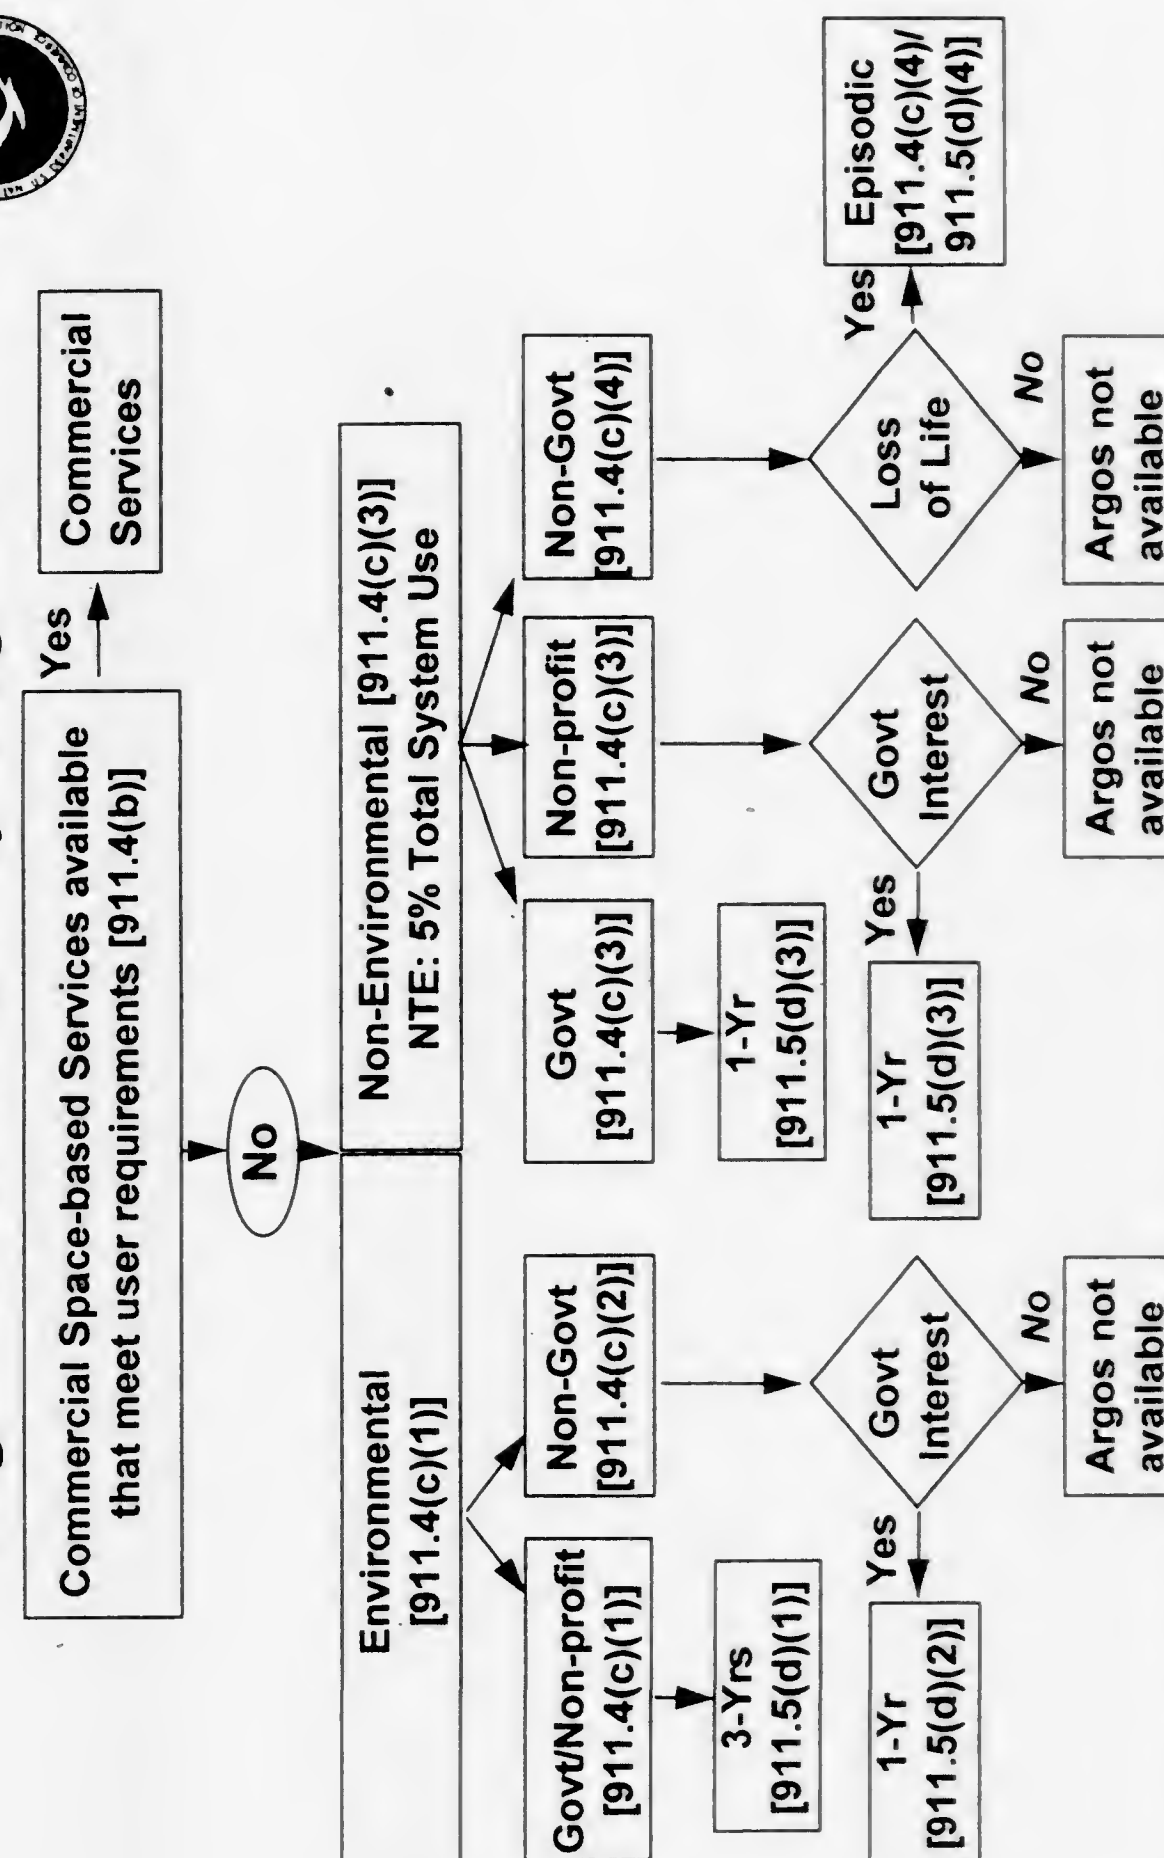 Commercial Space-based Services available
that meet user requirements [911.4(b)]
Yes
Commercial
Services
No
Environmental
[911.4(c)(1)]
Non-Environmental [911.4(c)(3)]
NTE: 5% Total System Use
Govt/Non-profit
[911.4(c)(1)]
Non-Govt
[911.4(c)(2)]
Govt
[911.4(c)(3)]
Non-profit
[911.4(c)(3)]
Non-Govt
[911.4(c)(4)]
3-Yrs
[911.5(d)(1)]
1-Yr
[911.5(d)(3)]
1-Yr
[911.5(d)(2)]
Yes
Govt
Interest
No
Argos not
available
1-Yr
[911.5(d)(3)]
Yes
Govt
Interest
No
Argos not
available
Loss
of Life
Yes
Episodic
[911.4(c)(4)/
911.5(d)(4)]
No
Argos not
available